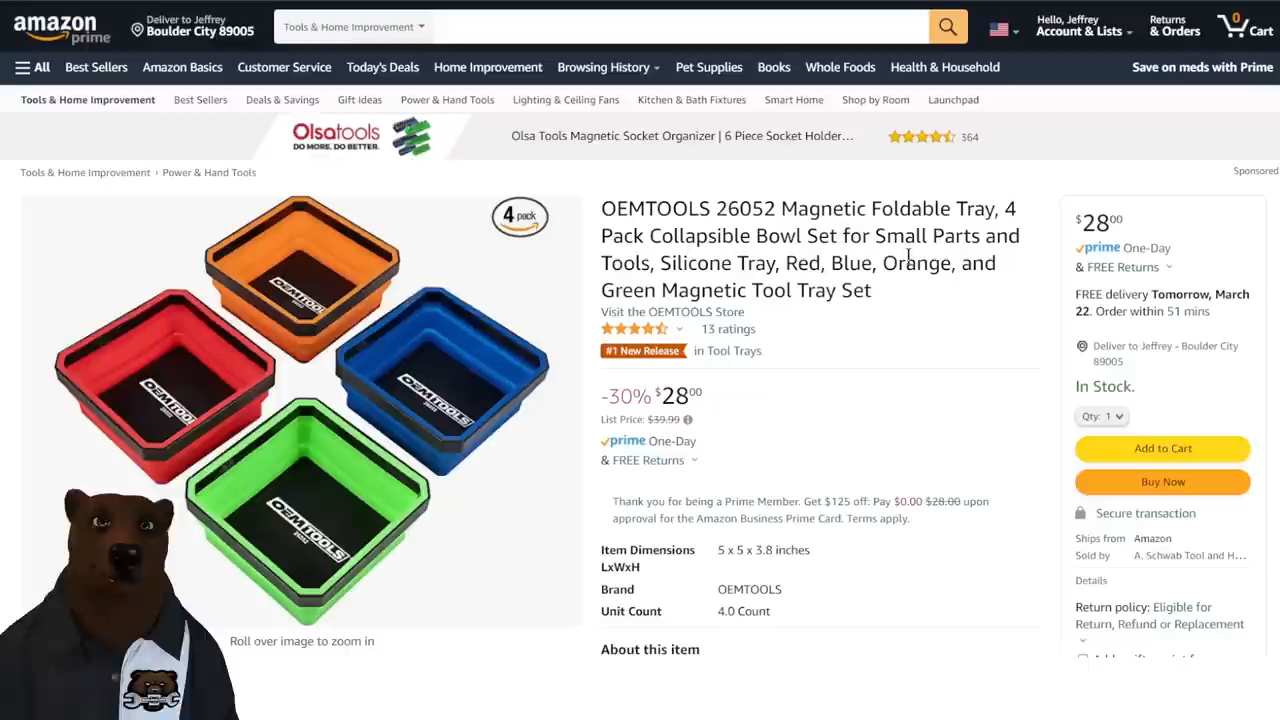 amazon
prime
Deliver to Jeffrey
Boulder City 89005
Tools & Home Improvement
Hello, Jeffrey
Account & Lists
Returns
& Orders
0
Cart
All
Best Sellers
Amazon Basics
Customer Service
Today's Deals
Home Improvement
Browsing History
Pet Supplies
Books
Whole Foods
Health & Household
Save on meds with Prime
Tools & Home Improvement
Best Sellers
Deals & Savings
Gift Ideas
Power & Hand Tools
Lighting & Ceiling Fans
Kitchen & Bath Fixtures
Smart Home
Shop by Room
Launchpad
Olsatools
DO MORE. DO BETTER.
Olsa Tools Magnetic Socket Organizer | 6 Piece Socket Holder…
364
Sponsored
Tools & Home Improvement › Power & Hand Tools
4 pack
OEMTOOLS
OEMTOOLS
OEMTOOLS
OEMTOOLS
26052
OEMTOOLS 26052 Magnetic Foldable Tray, 4
Pack Collapsible Bowl Set for Small Parts and
Tools, Silicone Tray, Red, Blue, Orange, and
Green Magnetic Tool Tray Set
Visit the OEMTOOLS Store
13 ratings
#1 New Release in Tool Trays
-30% $2800
List Price: $39.99
prime One-Day
& FREE Returns
Thank you for being a Prime Member. Get $125 off: Pay $0.00 $28.00 upon
approval for the Amazon Business Prime Card. Terms apply.
Item Dimensions 5 x 5 x 3.8 inches
LxWxH
Brand OEMTOOLS
Unit Count 4.0 Count
About this item
Roll over image to zoom in
$2800
prime One-Day
& FREE Returns
FREE delivery Tomorrow, March
22. Order within 51 mins
Deliver to Jeffrey - Boulder City
89005
In Stock.
Qty: 1
Add to Cart
Buy Now
Secure transaction
Ships from Amazon
Sold by A. Schwab Tool and H…
Details
Return policy: Eligible for
Return, Refund or Replacement